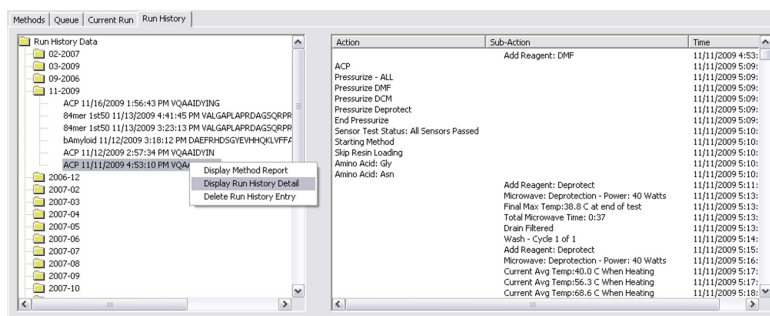 Methods Queue Current Run Run History
Run History Data
02-2007
03-2009
09-2006
11-2009
ACP 11/16/2009 1:56:43 PM VQAAIDYING
84mer 1st50 11/13/2009 4:41:45 PM VALGAPLAPRDAGSQRPR
84mer 1st50 11/13/2009 3:23:13 PM VALGAPLAPRDAGSQRPR
bAmyloid 11/12/2009 3:18:12 PM DAEFRHDSGYEVHHQKLVFFA
ACP 11/12/2009 2:57:34 PM VQAAIDYIN
ACP 11/11/2009 4:53:10 PM VQA
2006-12
2007-02
2007-03
2007-04
2007-05
2007-06
2007-07
2007-08
2007-09
2007-10
Display Method Report
Display Run History Detail
Delete Run History Entry
Action Sub-Action Time
Add Reagent: DMF 11/11/2009 4:53:
ACP 11/11/2009 5:09:
Pressurize - ALL 11/11/2009 5:09:
Pressurize DMF 11/11/2009 5:09:
Pressurize DCM 11/11/2009 5:09:
Pressurize Deprotect 11/11/2009 5:09:
End Pressurize 11/11/2009 5:09:
Sensor Test Status: All Sensors Passed 11/11/2009 5:10:
Starting Method 11/11/2009 5:10:
Skip Resin Loading 11/11/2009 5:10:
Amino Acid: Gly 11/11/2009 5:10:
Amino Acid: Asn 11/11/2009 5:10:
Add Reagent: Deprotect 11/11/2009 5:11:
Microwave: Deprotection - Power: 40 Watts 11/11/2009 5:13:
Final Max Temp:38.8 C at end of test 11/11/2009 5:13:
Total Microwave Time: 0:37 11/11/2009 5:13:
Drain Filtered 11/11/2009 5:13:
Wash - Cycle 1 of 1 11/11/2009 5:14:
Add Reagent: Deprotect 11/11/2009 5:15:
Microwave: Deprotection - Power: 40 Watts 11/11/2009 5:16:
Current Avg Temp:40.0 C When Heating 11/11/2009 5:17:
Current Avg Temp:56.3 C When Heating 11/11/2009 5:17:
Current Avg Temp:68.6 C When Heating 11/11/2009 5:18: